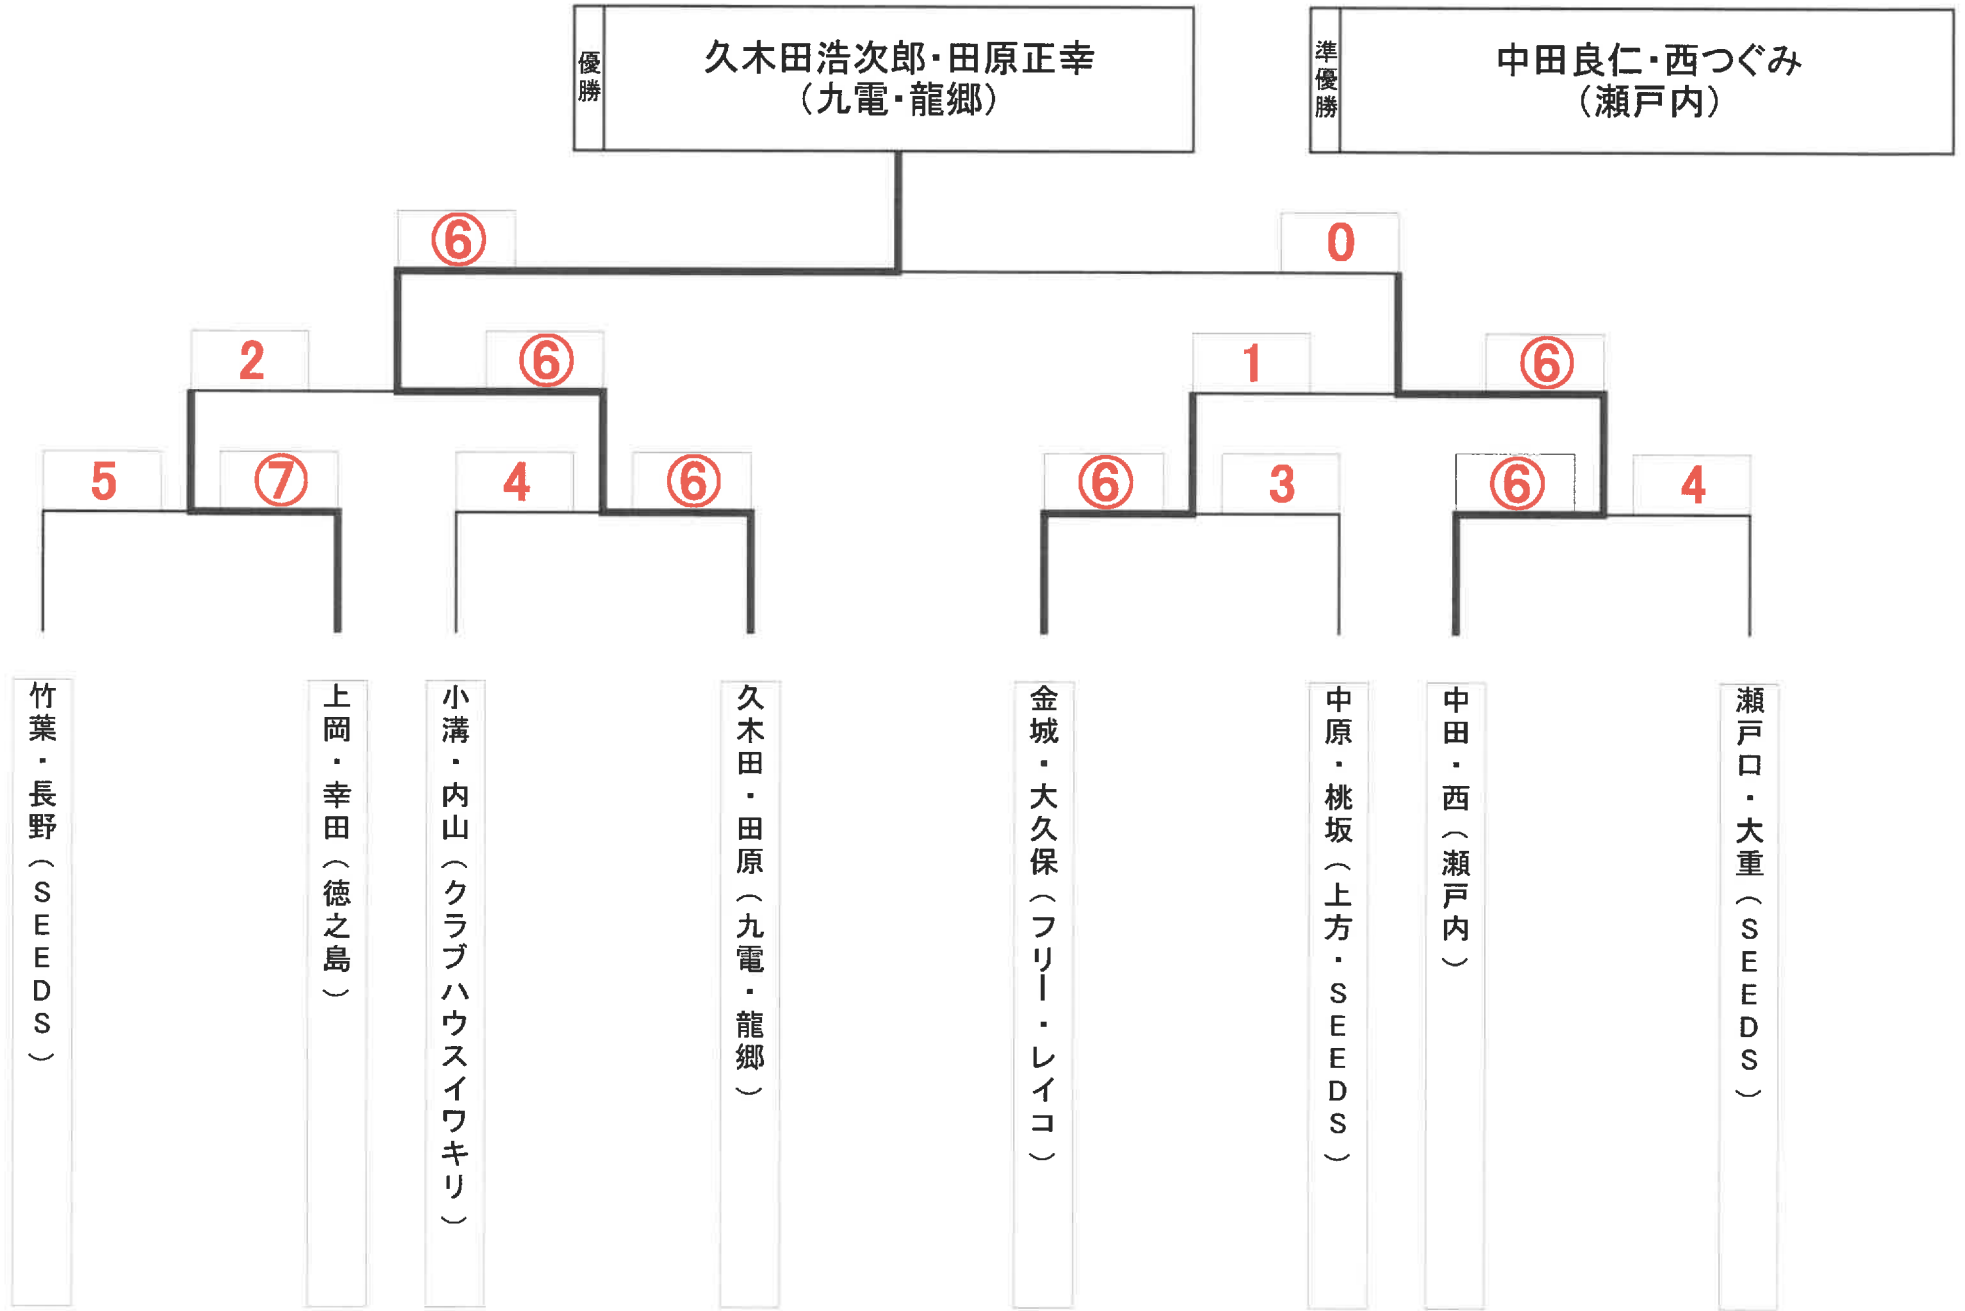 優勝
久木田浩次郎・田原正幸
（九電・龍郷）
準優勝
中田良仁・西つぐみ
（瀬戸内）
⑥
0
2
⑥
1
⑥
5
⑦
4
⑥
⑥
3
⑥
4
竹葉・長野（SEEDS）
上岡・幸田（徳之島）
小溝・内山（クラブハウスイワキリ）
久木田・田原（九電・龍郷）
金城・大久保（フリー・レイコ）
中原・桃坂（上方・SEEDS）
中田・西（瀬戸内）
瀬戸口・大重（SEEDS）